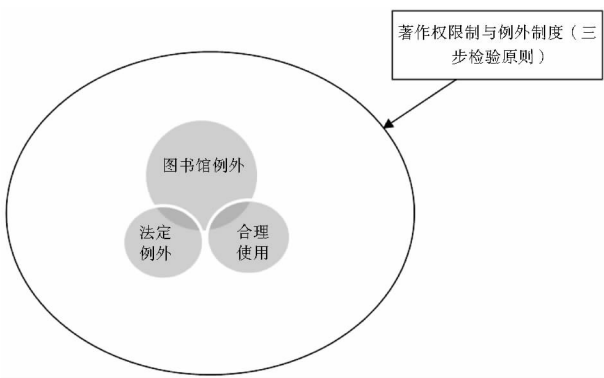 著作权限制与例外制度（三
步检验原则）
图书馆例外
法定
例外
合理
使用